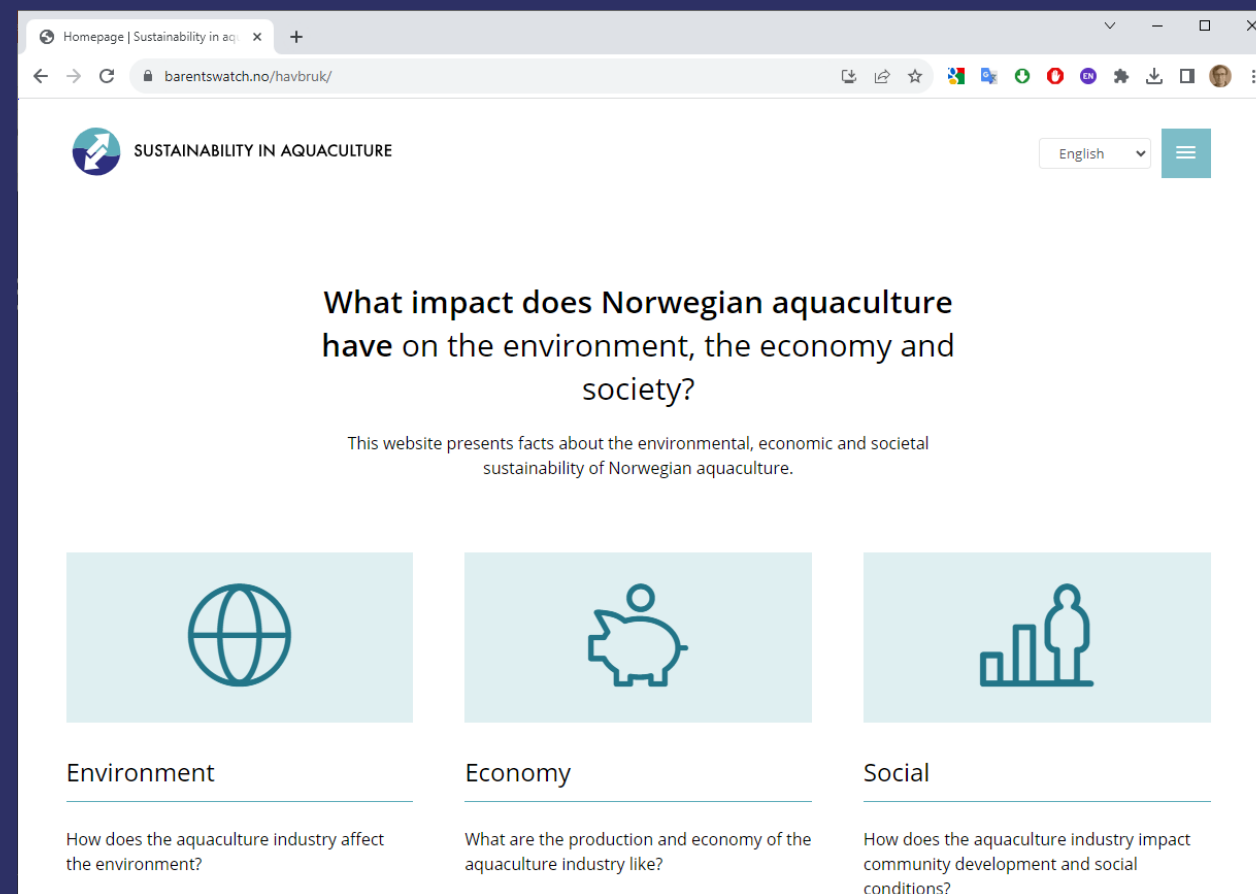 Homepage | Sustainability in aq
barentswatch.no/havbruk/
EN
SUSTAINABILITY IN AQUACULTURE
English
What impact does Norwegian aquaculture
have on the environment, the economy and
society?
This website presents facts about the environmental, economic and societal
sustainability of Norwegian aquaculture.
Environment
Economy
Social
How does the aquaculture industry affect
the environment?
What are the production and economy of the
aquaculture industry like?
How does the aquaculture industry impact
community development and social
conditions?